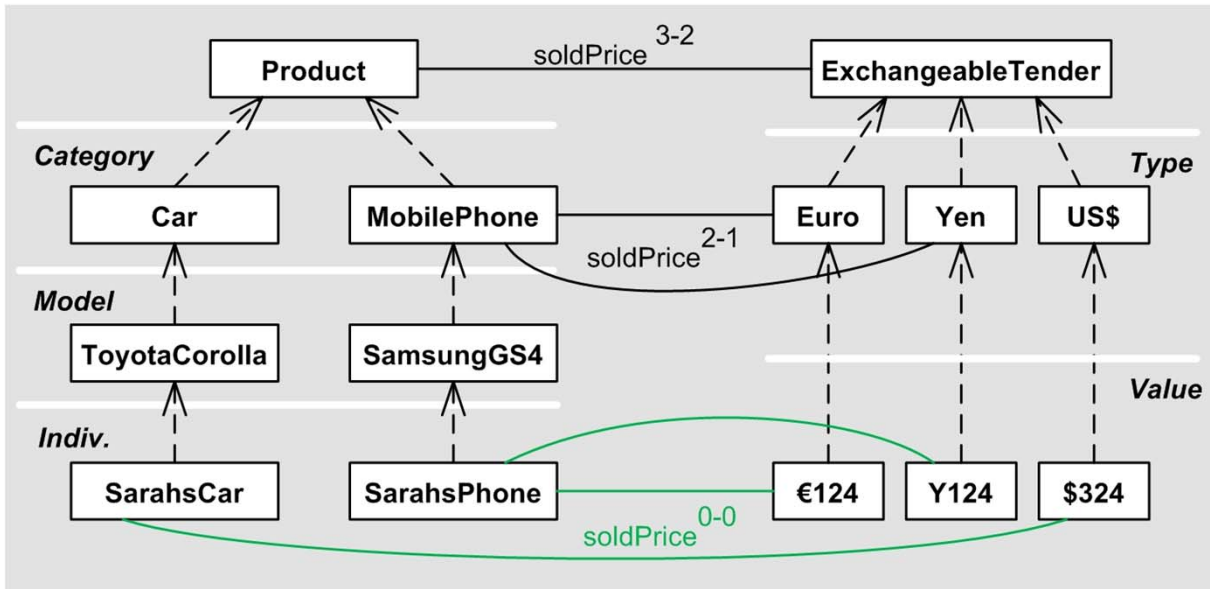 soldPrice 3-2
Product
ExchangeableTender
Category
Type
Car
MobilePhone
Euro
Yen
US$
soldPrice 2-1
Model
ToyotaCorolla
SamsungGS4
Value
Indiv.
SarahsCar
SarahsPhone
€124
Y124
$324
soldPrice 0-0